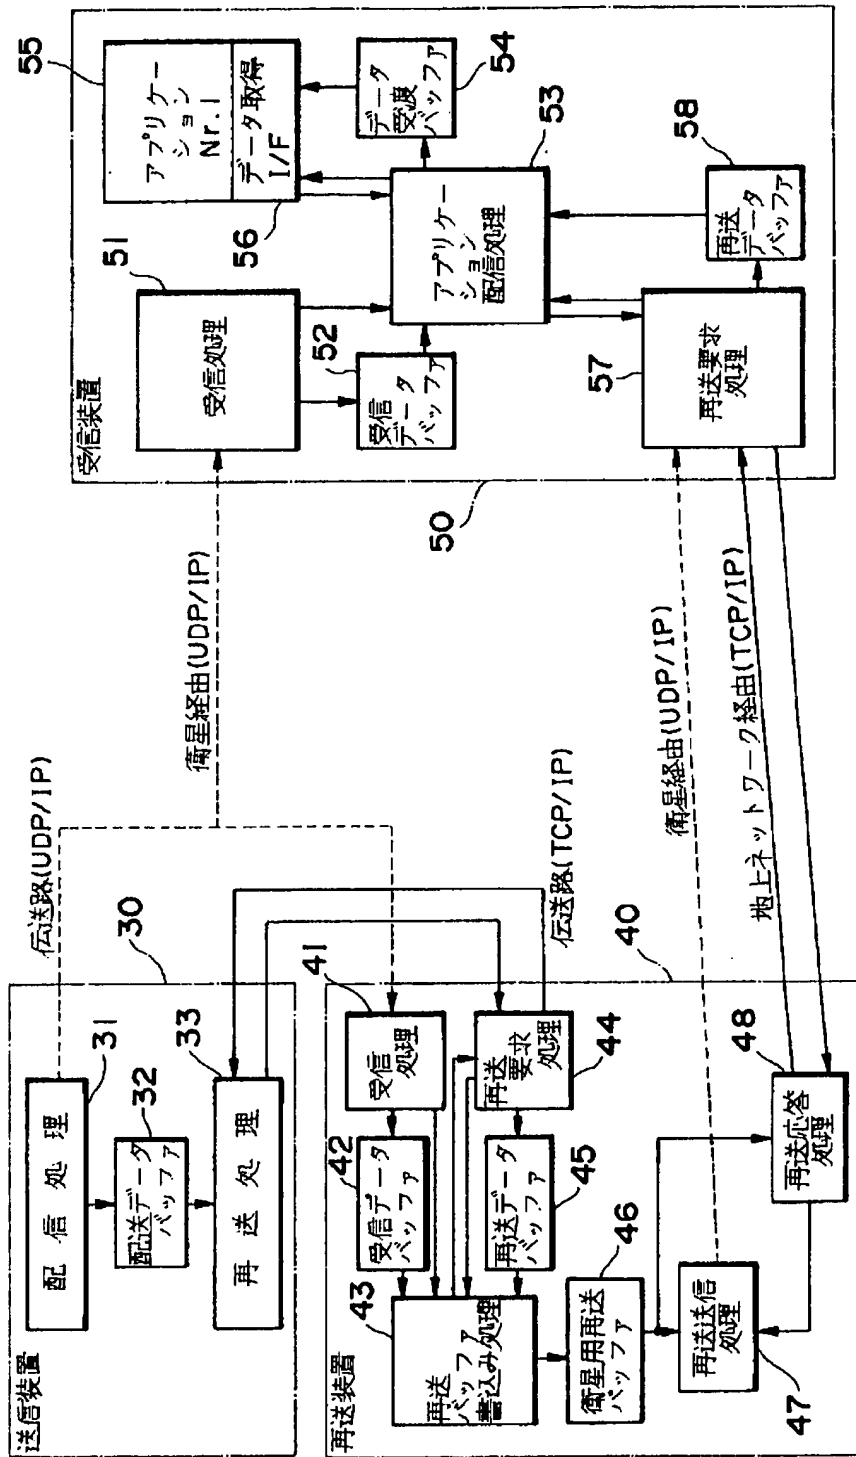 送信装置
30
配信処理
31
配送データ
バッファ
32
再送処理
33
伝送路(UDP/IP)
衛星経由(UDP/IP)
伝送路(TCP/IP)
再送装置
40
受信
処理
41
受信データ
バッファ
42
再送
バッファ
書込み処理
43
再送
要求
処理
44
再送データ
バッファ
45
衛星用再送
バッファ
46
再送送信
処理
47
再送応答
処理
48
衛星経由(UDP/IP)
地上ネットワーク経由(TCP/IP)
受信装置
50
受信処理
51
受信
データ
バッファ
52
アプリケー
ション
配信処理
53
データ
受渡
バッファ
54
アプリケー
ション
Nr.1
55
データ取得
I/F
56
再送要求
処理
57
再送
データ
バッファ
58